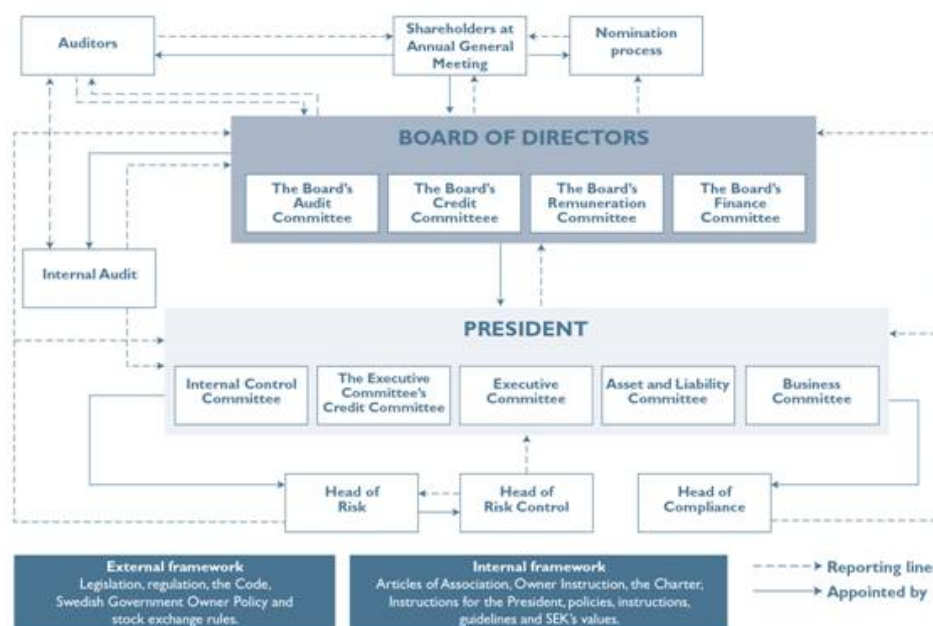 Auditors
Shareholders at
Annual General
Meeting
Nomination
process
BOARD OF DIRECTORS
The Board's
Audit
Committee
The Board's
Credit
Committeee
The Board's
Remuneration
Committee
The Board's
Finance
Committee
Internal Audit
PRESIDENT
Internal Control
Committee
The Executive
Committee's
Credit Committee
Executive
Committee
Asset and Liability
Committee
Business
Committee
Head of
Risk
Head of
Risk Control
Head of
Compliance
External framework
Legislation, regulation, the Code,
Swedish Government Owner Policy and
stock exchange rules.
Internal framework
Articles of Association, Owner Instruction, the Charter,
Instructions for the President, policies, instructions,
guidelines and SEK's values.
Reporting line
Appointed by